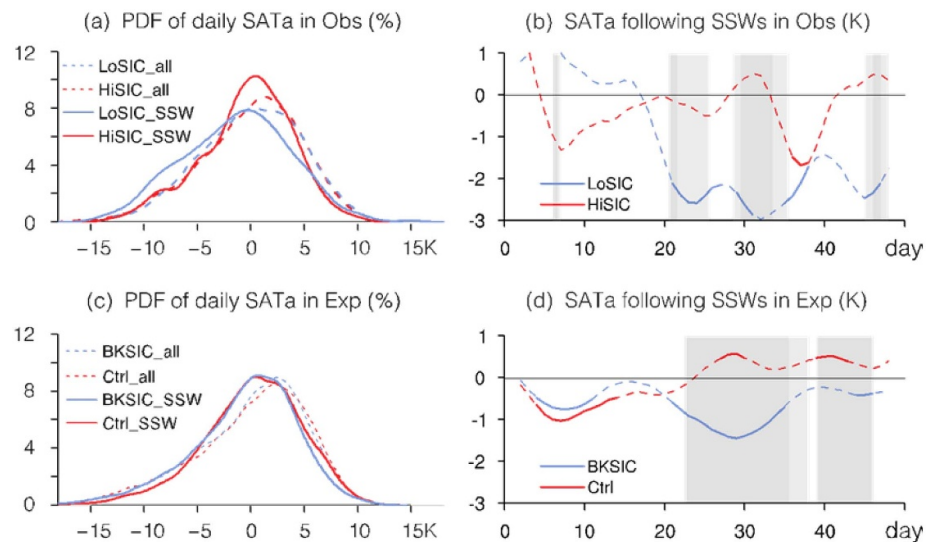 (a) PDF of daily SATa in Obs (%)
12
8
4
0
LoSIC_all
HiSIC_all
LoSIC_SSW
HiSIC_SSW
−15 −10 −5 0 5 10 15K
(b) SATa following SSWs in Obs (K)
1
0
-1
-2
-3
LoSIC
HiSIC
0 10 20 30 40 day
(c) PDF of daily SATa in Exp (%)
12
8
4
0
BKSIC_all
Ctrl_all
BKSIC_SSW
Ctrl_SSW
−15 −10 −5 0 5 10 15K
(d) SATa following SSWs in Exp (K)
1
0
-1
-2
-3
BKSIC
Ctrl
0 10 20 30 40 day